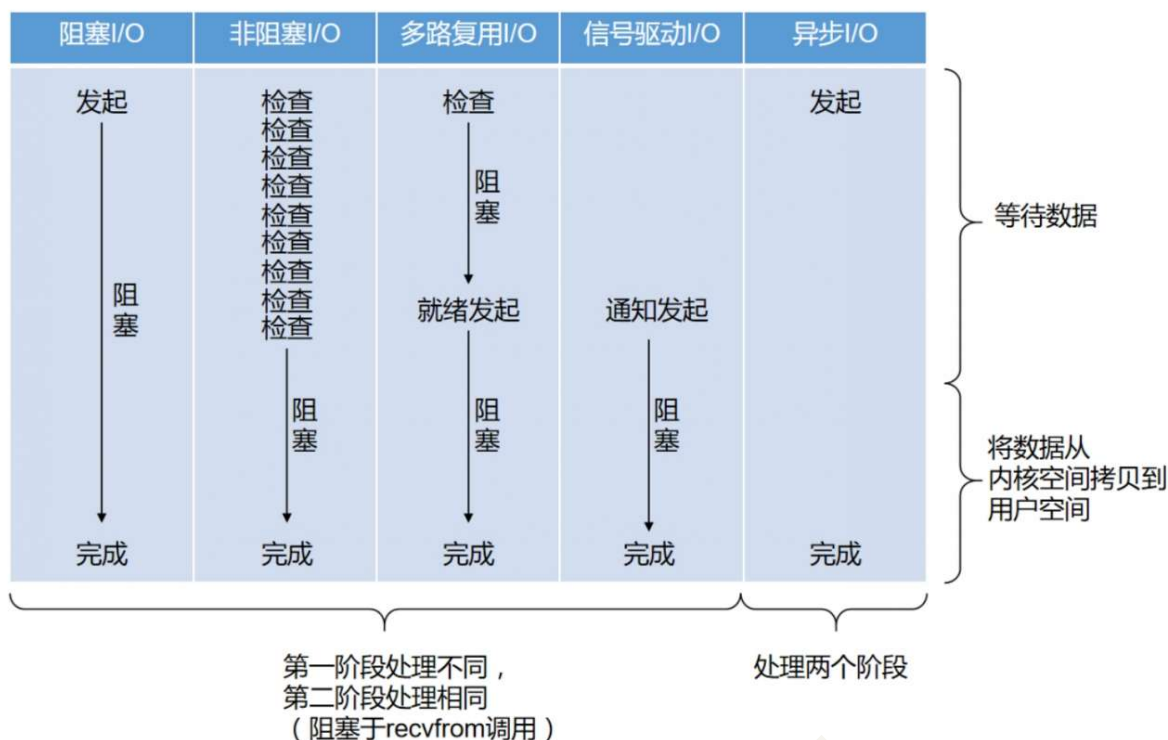 阻塞I/O 非阻塞I/O 多路复用I/O 信号驱动I/O 异步I/O
发起 检查 检查 发起
检查
检查
检查
检查
检查
检查
检查
检查
阻塞
阻塞
就绪发起 通知发起
阻塞 阻塞 阻塞
完成 完成 完成 完成 完成
等待数据
将数据从
内核空间拷贝到
用户空间
第一阶段处理不同，
第二阶段处理相同
（阻塞于recvfrom调用）
处理两个阶段